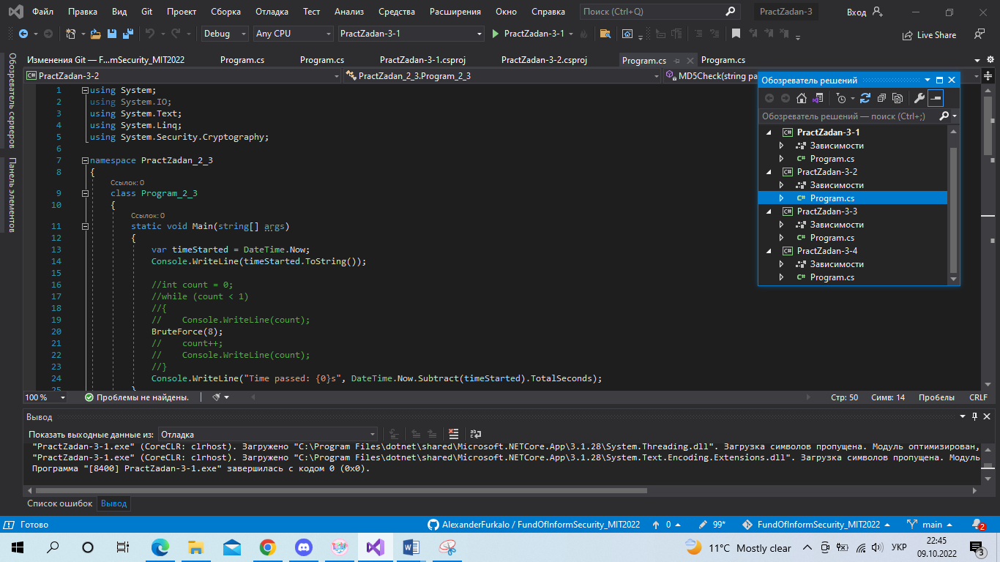 Файл Правка Вид Git Проект Сборка Отладка Тест Анализ Средства Расширения Окно Справка Поиск (Ctrl+Q) PractZadan-3 Вход
Debug Any CPU PractZadan-3-1 PractZadan-3-1 Live Share
Изменения Git — F...mSecurity_MIT2022 Program.cs Program.cs PractZadan-3-1.csproj PractZadan-3-2.csproj Program.cs Program.cs
PractZadan-3-2 PractZadan_2_3.Program_2_3 MD5Check(string pa
Обозреватель серверов
Панель элементов
1 using System;
2 using System.IO;
3 using System.Text;
4 using System.Linq;
5 using System.Security.Cryptography;
6
7 namespace PractZadan_2_3
8 {
Ссылок: 0
9 class Program_2_3
10 {
Ссылок: 0
11 static void Main(string[] args)
12 {
13 var timeStarted = DateTime.Now;
14 Console.WriteLine(timeStarted.ToString());
15
16 //int count = 0;
17 //while (count < 1)
18 //{
19 // Console.WriteLine(count);
20 BruteForce(8);
21 // count++;
22 // Console.WriteLine(count);
23 //}
24 Console.WriteLine("Time passed: {0}s", DateTime.Now.Subtract(timeStarted).TotalSeconds);
25 }
Обозреватель решений
Обозреватель решений — поиск (Ctrl+;)
PractZadan-3-1
Зависимости
C# Program.cs
PractZadan-3-2
Зависимости
C# Program.cs
PractZadan-3-3
Зависимости
C# Program.cs
PractZadan-3-4
Зависимости
C# Program.cs
100 % Проблемы не найдены. Стр: 50 Симв: 14 Пробелы CRLF
Вывод
Показать выходные данные из: Отладка
"PractZadan-3-1.exe" (CoreCLR: clrhost). Загружено "C:\Program Files\dotnet\shared\Microsoft.NETCore.App\3.1.28\System.Threading.dll". Загрузка символов пропущена. Модуль оптимизирован,
"PractZadan-3-1.exe" (CoreCLR: clrhost). Загружено "C:\Program Files\dotnet\shared\Microsoft.NETCore.App\3.1.28\System.Text.Encoding.Extensions.dll". Загрузка символов пропущена. Модуль
Программа "[8400] PractZadan-3-1.exe" завершилась с кодом 0 (0x0).
Список ошибок Вывод
Готово AlexanderFurkalo / FundOfInformSecurity_MIT2022 0 99* FundOfInformSecurity_MIT2022 main 2
11°C Mostly clear УКР 22:45
09.10.2022 3